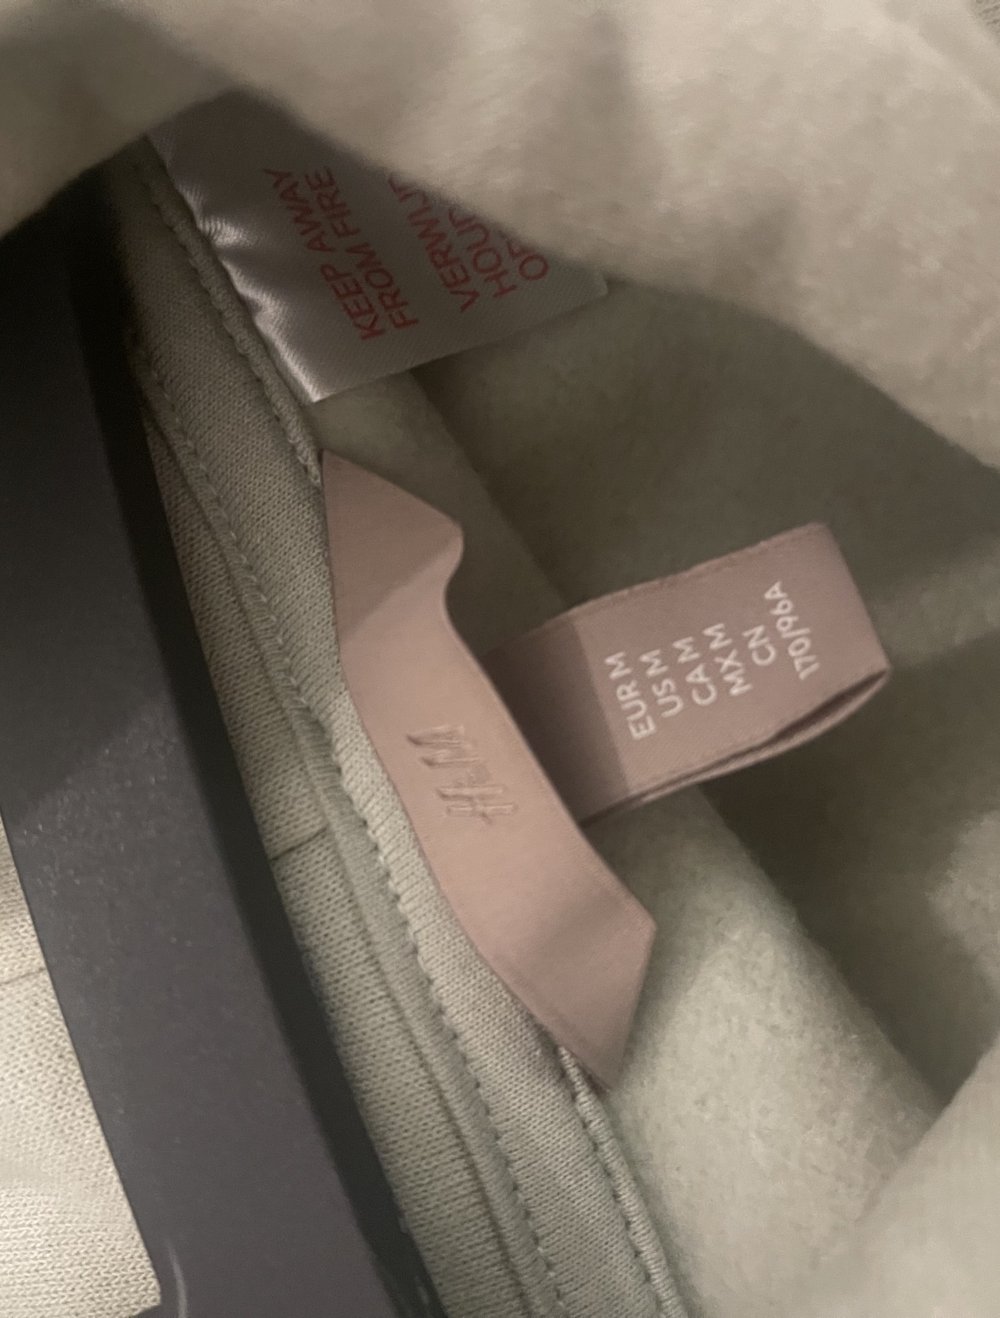 KEEP AWAY
FROM FIRE
H&M
EUR M
US M
CA M
MX M
CN
170/96A